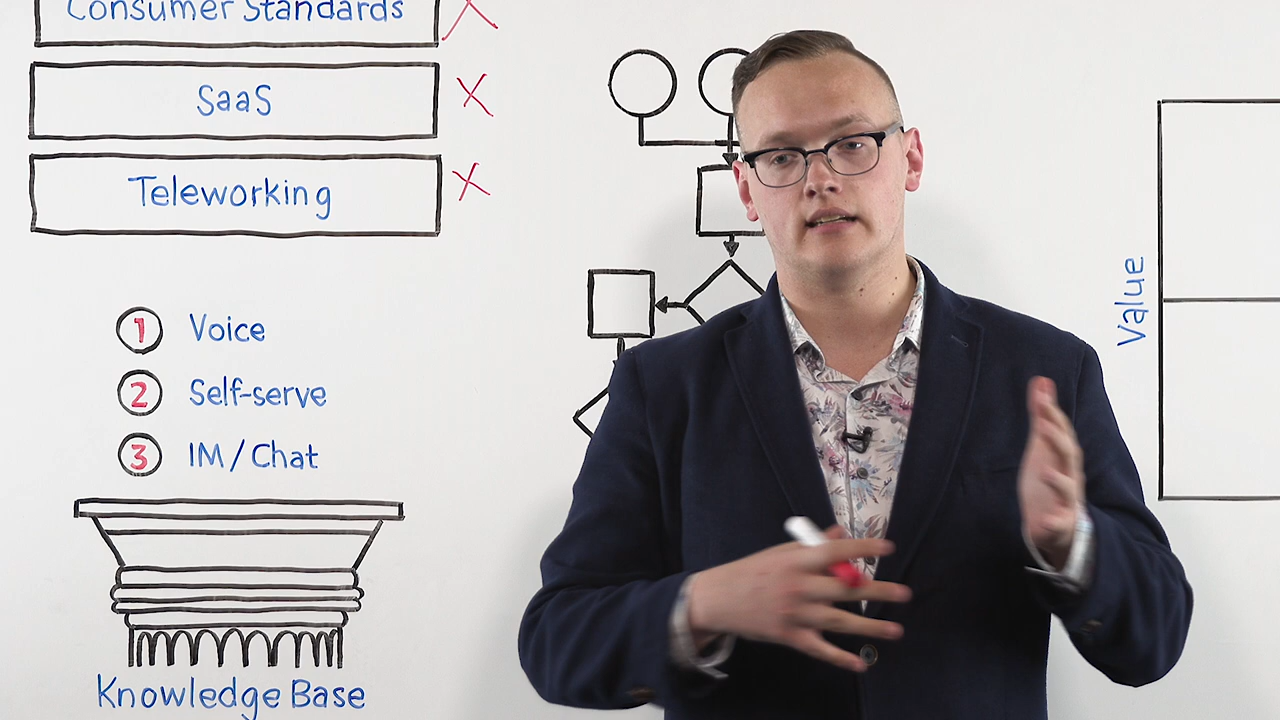 Consumer Standards
X
SaaS
X
Teleworking
X
1 Voice
2 Self-serve
3 IM/Chat
Knowledge Base
Value